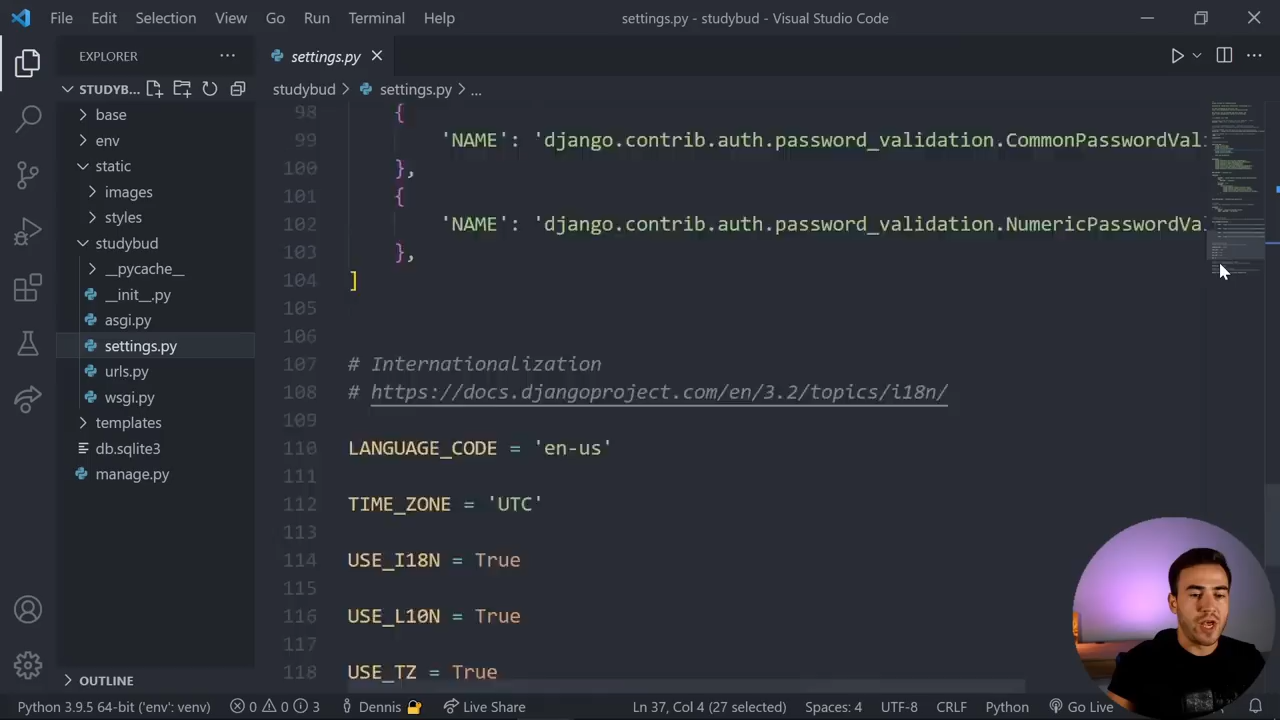 File Edit Selection View Go Run Terminal Help
settings.py - studybud - Visual Studio Code
EXPLORER
STUDYB...
base
env
static
images
styles
studybud
__pycache__
__init__.py
asgi.py
settings.py
urls.py
wsgi.py
templates
db.sqlite3
manage.py
OUTLINE
settings.py
studybud > settings.py > ...
98 {
99 'NAME': 'django.contrib.auth.password_validation.CommonPasswordVal
100 },
101 {
102 'NAME': 'django.contrib.auth.password_validation.NumericPasswordVa
103 },
104 ]
105
106
107 # Internationalization
108 # https://docs.djangoproject.com/en/3.2/topics/i18n/
109
110 LANGUAGE_CODE = 'en-us'
111
112 TIME_ZONE = 'UTC'
113
114 USE_I18N = True
115
116 USE_L10N = True
117
118 USE_TZ = True
Python 3.9.5 64-bit ('env': venv) 0 0 3 Dennis Live Share Ln 37, Col 4 (27 selected) Spaces: 4 UTF-8 CRLF Python Go Live